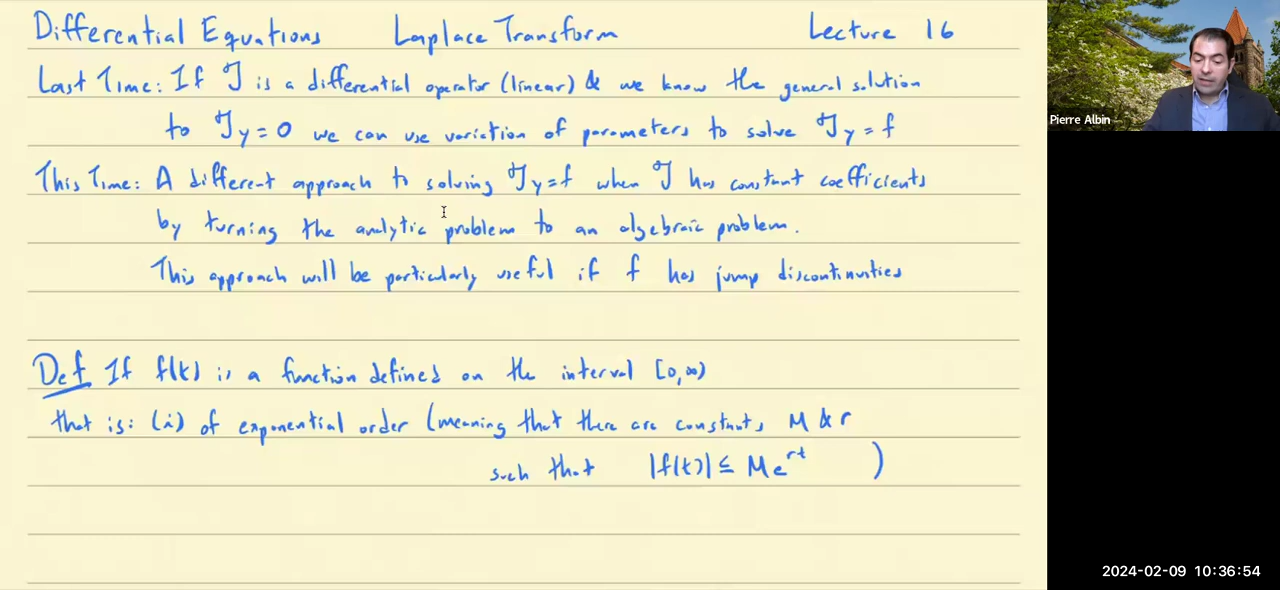 Differential Equations Laplace Transform Lecture 16
Last Time: If 𝒯 is a differential operator (linear) & we know the general solution
to 𝒯y = 0 we can use variation of parameters to solve 𝒯y = f
This Time: A different approach to solving 𝒯y = f when 𝒯 has constant coefficients
by turning the analytic problem to an algebraic problem.
This approach will be particularly useful if f has jump discontinuities
Def If f(t) is a function defined on the interval [0,∞)
that is: (i) of exponential order (meaning that there are constants M & r
such that |f(t)| ≤ Me^{rt} )
Pierre Albin
2024-02-09 10:36:54